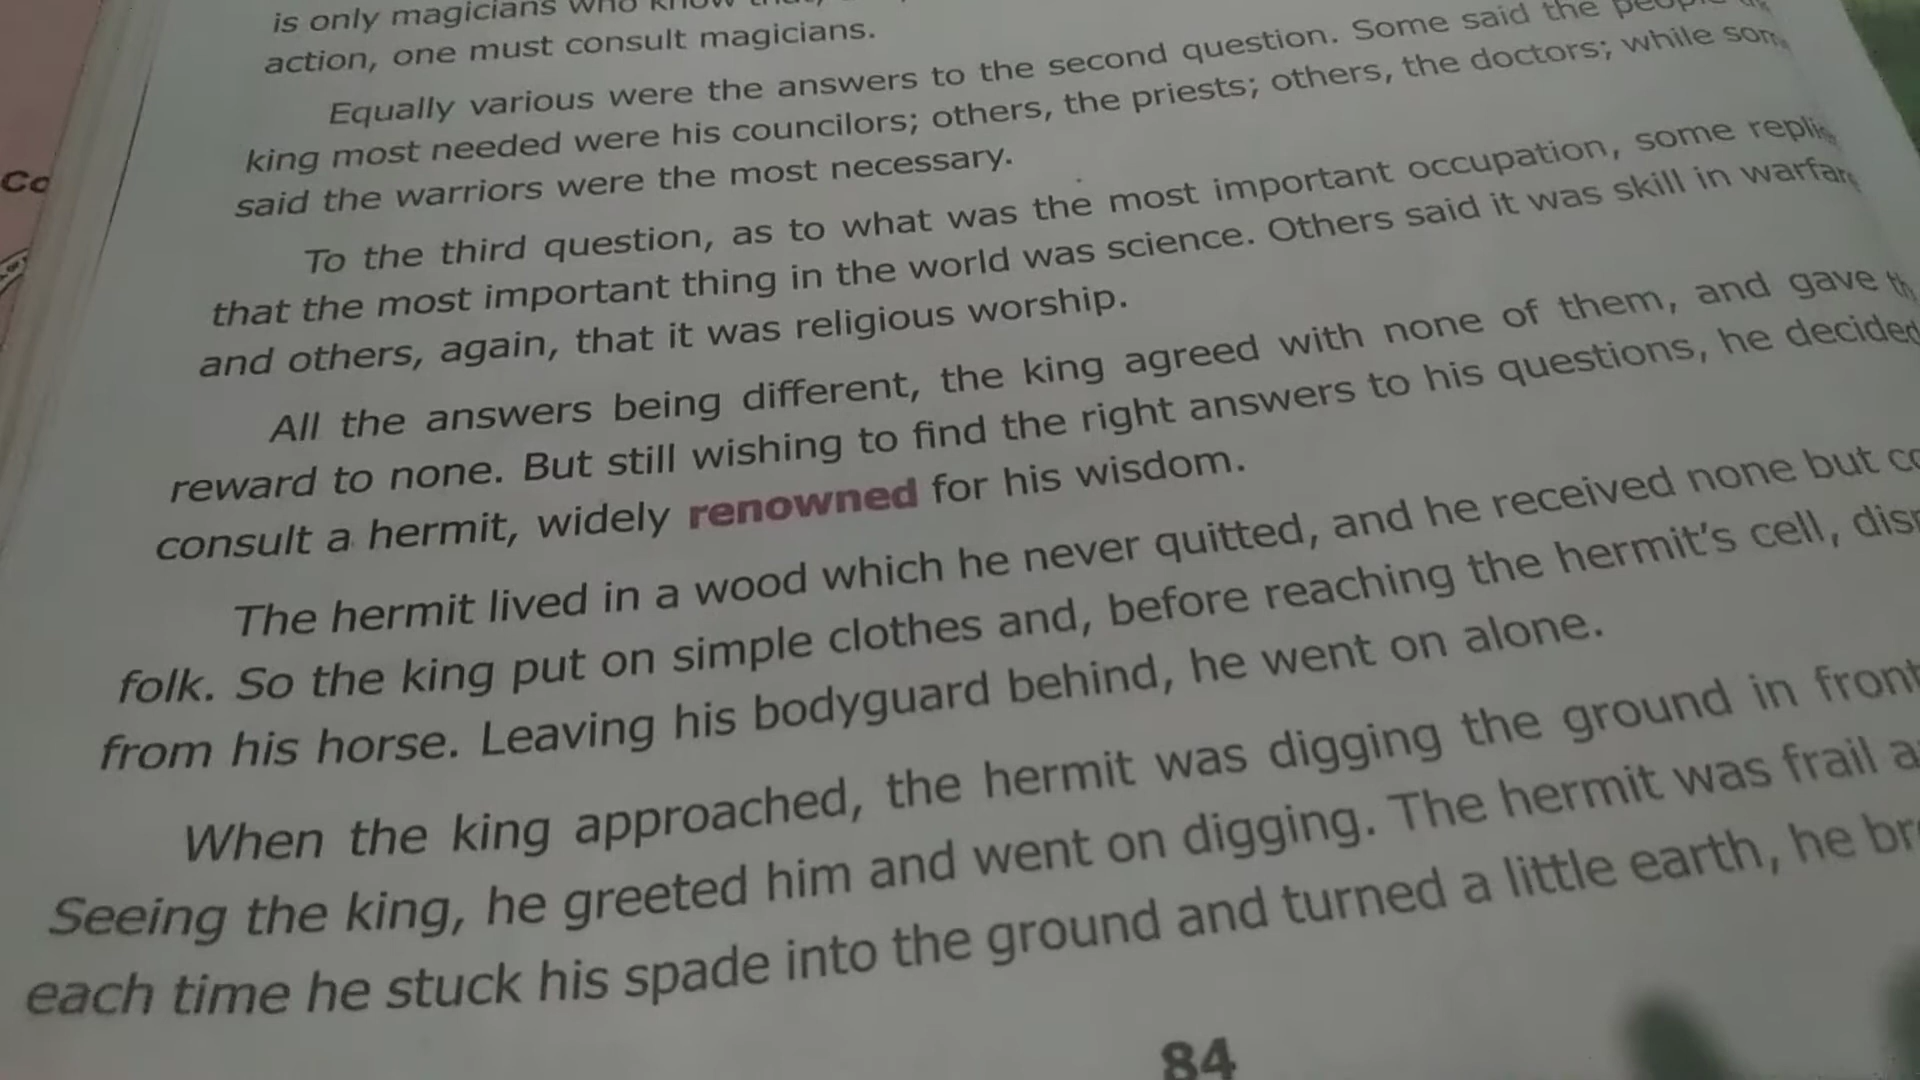 is only magicians who know that,
action, one must consult magicians.
Equally various were the answers to the second question. Some said the people
king most needed were his councilors; others, the priests; others, the doctors; while
said the warriors were the most necessary.
To the third question, as to what was the most important occupation, some
that the most important thing in the world was science. Others said it was skill in
and others, again, that it was religious worship.
All the answers being different, the king agreed with none of them, and gave
reward to none. But still wishing to find the right answers to his questions, he decided
consult a hermit, widely renowned for his wisdom.
The hermit lived in a wood which he never quitted, and he received none but
folk. So the king put on simple clothes and, before reaching the hermit's cell,
from his horse. Leaving his bodyguard behind, he went on alone.
When the king approached, the hermit was digging the ground in front
Seeing the king, he greeted him and went on digging. The hermit was frail
each time he stuck his spade into the ground and turned a little earth, he
84
Co